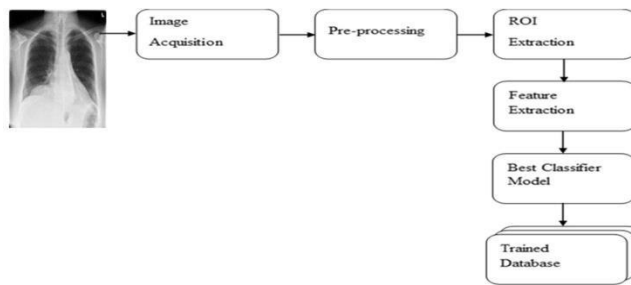 Image
Acquisition
Pre-processing
ROI
Extraction
Feature
Extraction
Best Classifier
Model
Trained
Database